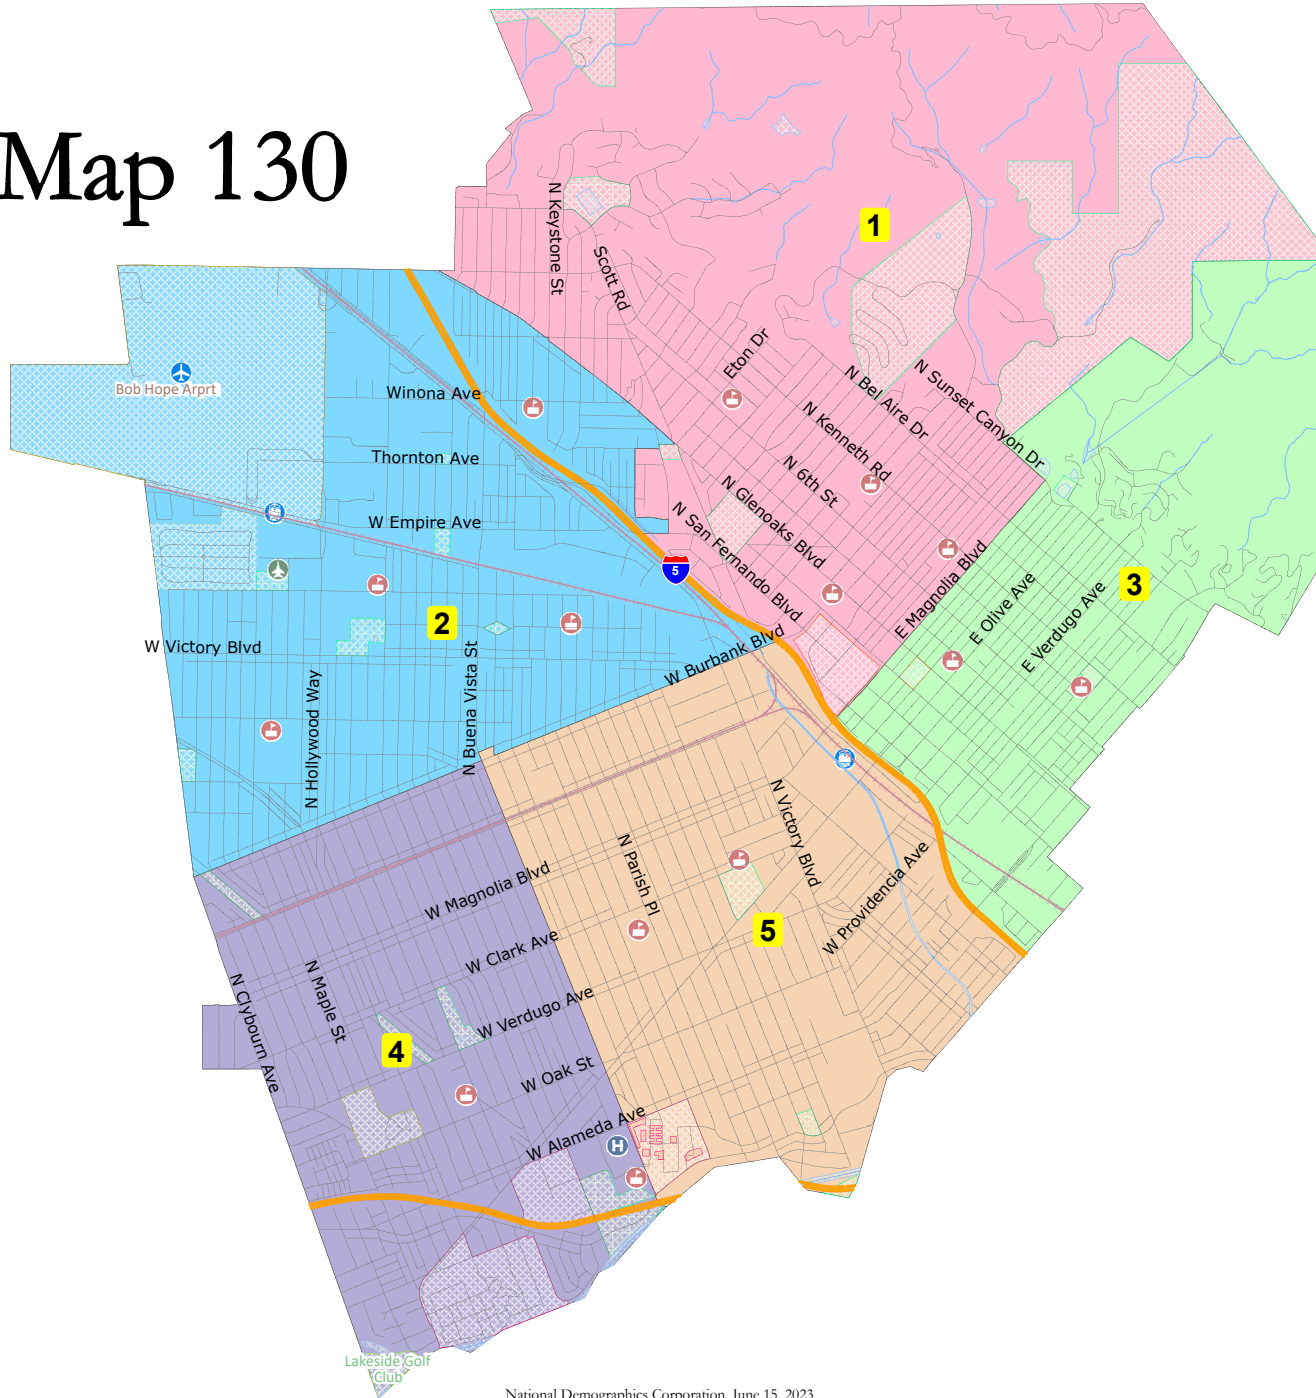 Map 130
N Keystone St
Scott Rd
1
Eton Dr
N Bel Aire Dr
N Sunset Canyon Dr
N Kenneth Rd
N 6th St
N Glenoaks Blvd
N San Fernando Blvd
Bob Hope Arprt
Winona Ave
Thornton Ave
W Empire Ave
5
E Magnolia Blvd
E Olive Ave
E Verdugo Ave
3
2
W Victory Blvd
W Burbank Blvd
N Hollywood Way
N Buena Vista St
N Victory Blvd
N Parish Pl
W Providencia Ave
5
W Magnolia Blvd
W Clark Ave
W Verdugo Ave
W Oak St
W Alameda Ave
N Clybourn Ave
N Maple St
4
H
Lakeside Golf
Club
National Demographics Corporation, June 15, 2023